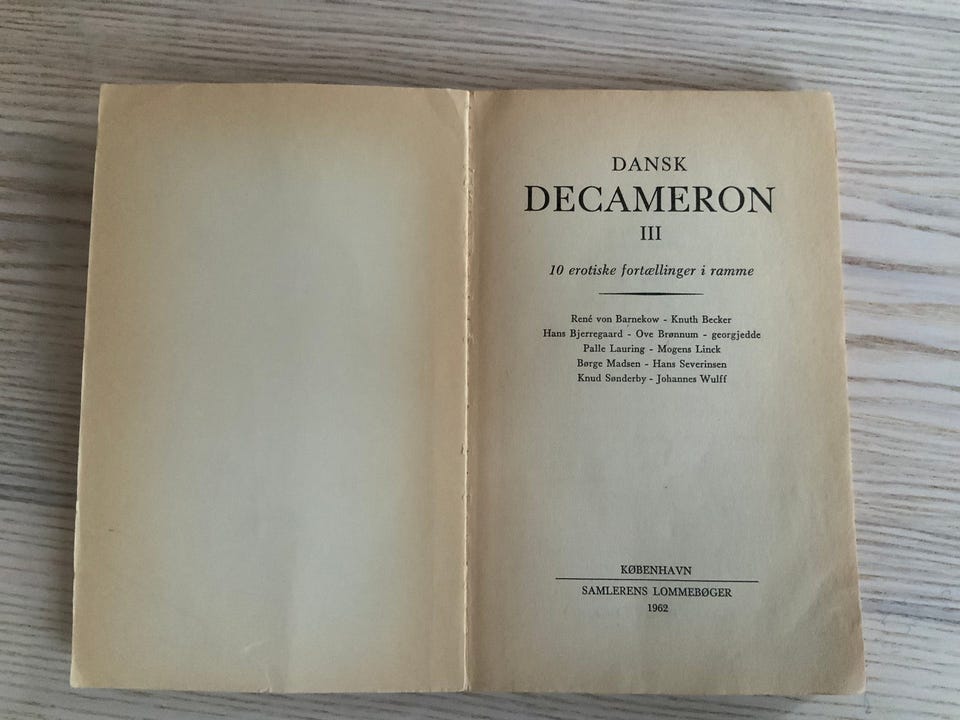 DANSK
DECAMERON
III
10 erotiske fortællinger i ramme
René von Barnekow - Knuth Becker
Hans Bjerregaard - Ove Brønnum - georgjedde
Palle Lauring - Mogens Linck
Børge Madsen - Hans Severinsen
Knud Sønderby - Johannes Wulff
KØBENHAVN
SAMLERENS LOMMEBØGER
1962